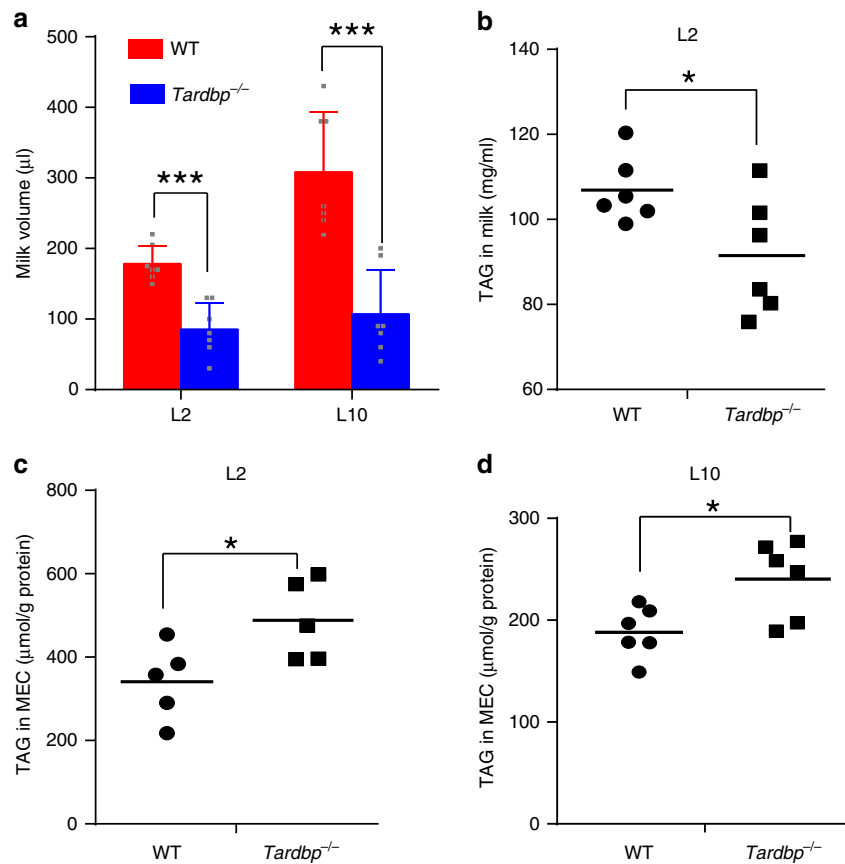 a
500
400
300
200
100
0
Milk volume (µl)
WT
Tardbp−/−
***
***
L2
L10
b
L2
140
120
100
80
60
TAG in milk (mg/ml)
*
WT
Tardbp−/−
c
L2
800
600
400
200
0
TAG in MEC (µmol/g protein)
*
WT
Tardbp−/−
d
L10
300
200
100
0
TAG in MEC (µmol/g protein)
*
WT
Tardbp−/−